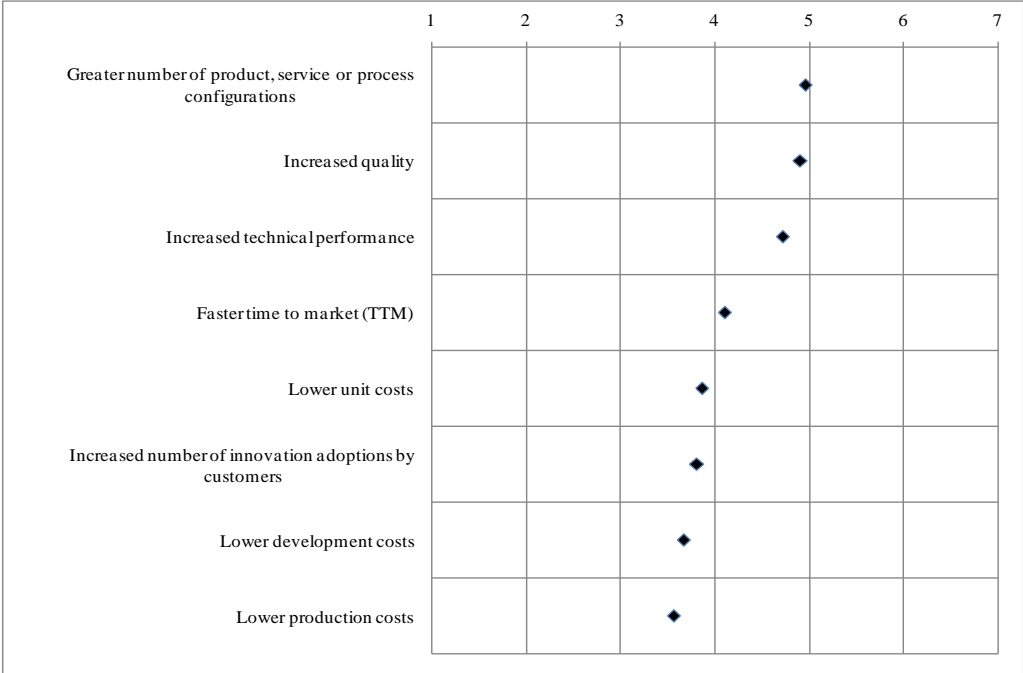 1 2 3 4 5 6 7
Greater number of product, service or process
configurations
Increased quality
Increased technical performance
Faster time to market (TTM)
Lower unit costs
Increased number of innovation adoptions by
customers
Lower development costs
Lower production costs